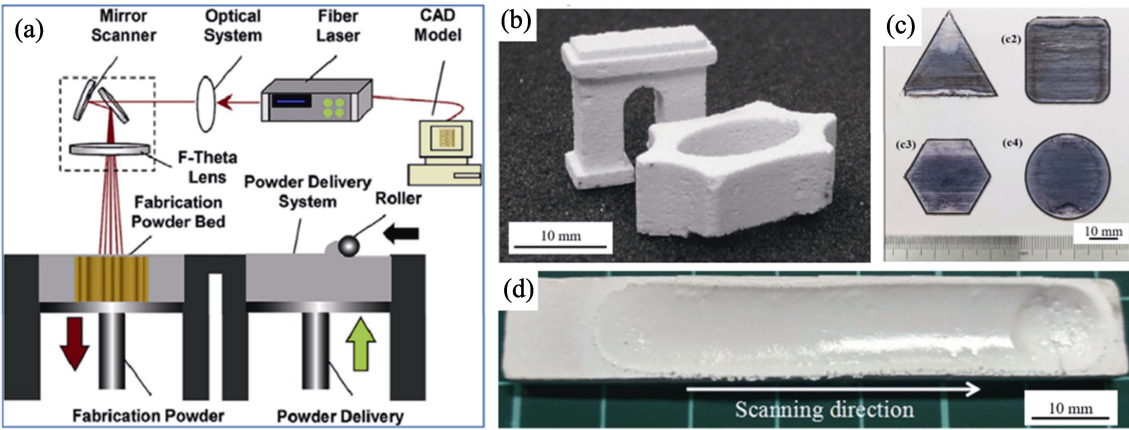 (a)
Mirror
Scanner
Optical
System
Fiber
Laser
CAD
Model
F-Theta
Lens
Fabrication
Powder Bed
Powder Delivery
System
Roller
Fabrication Powder
Powder Delivery
(b)
10 mm
(c)
(c2)
(c3)
(c4)
10 mm
(d)
Scanning direction
10 mm